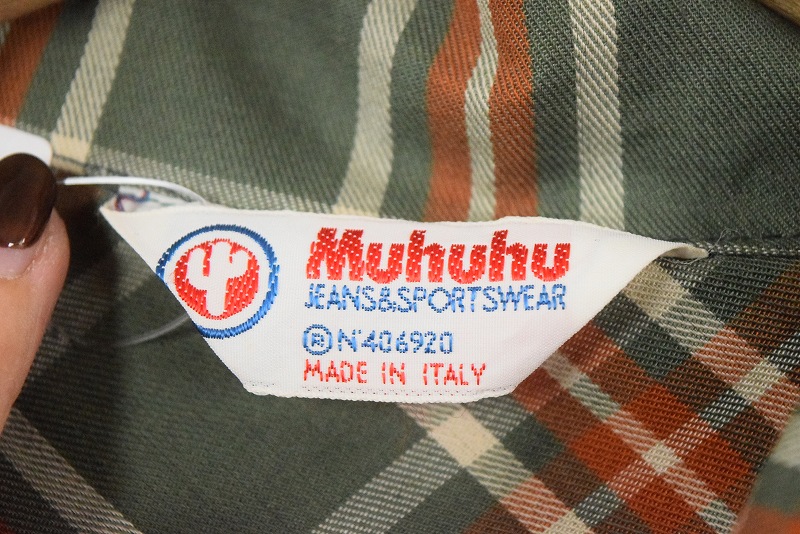 Muhuhu
JEANS&SPORTSWEAR
® N°406920
MADE IN ITALY